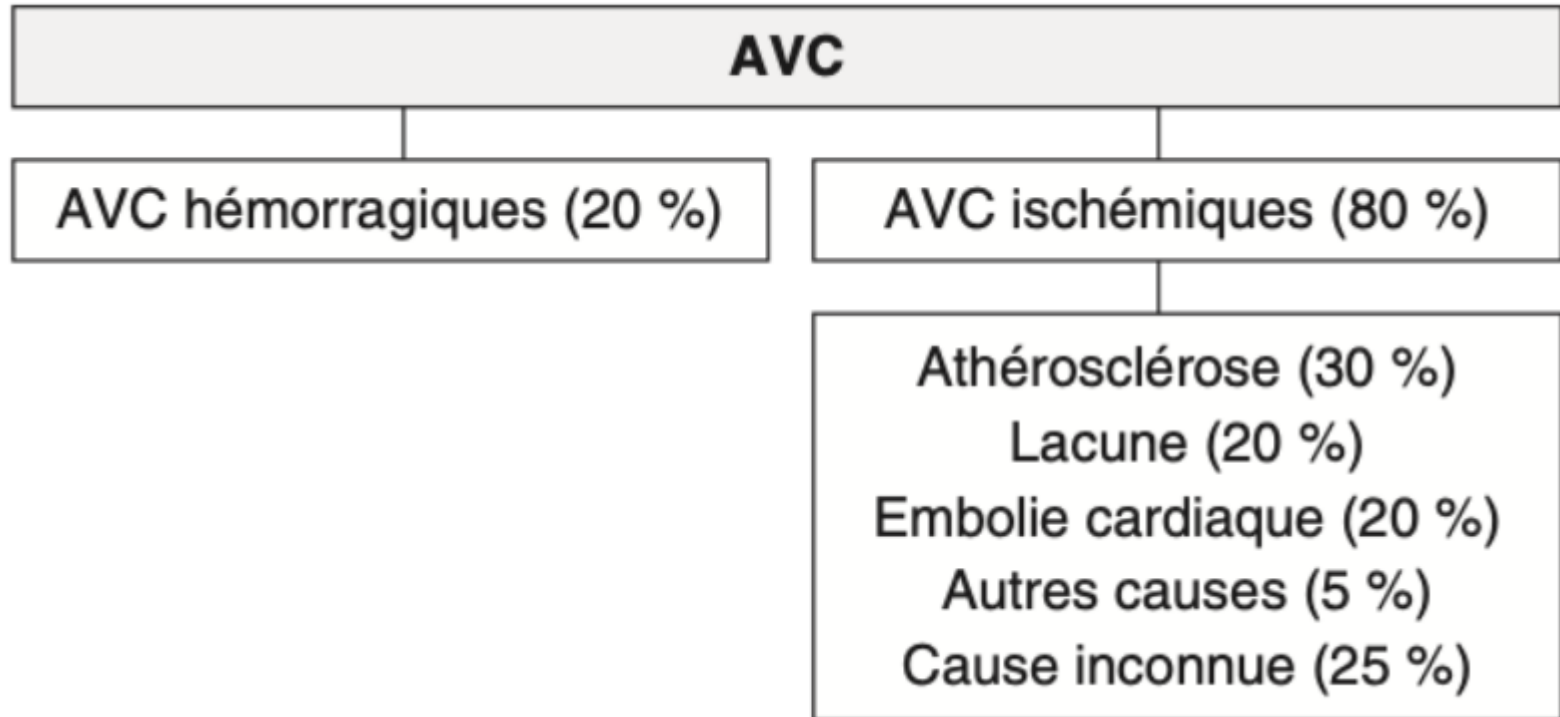 AVC
AVC hémorragiques (20 %)
AVC ischémiques (80 %)
Athérosclérose (30 %)
Lacune (20 %)
Embolie cardiaque (20 %)
Autres causes (5 %)
Cause inconnue (25 %)